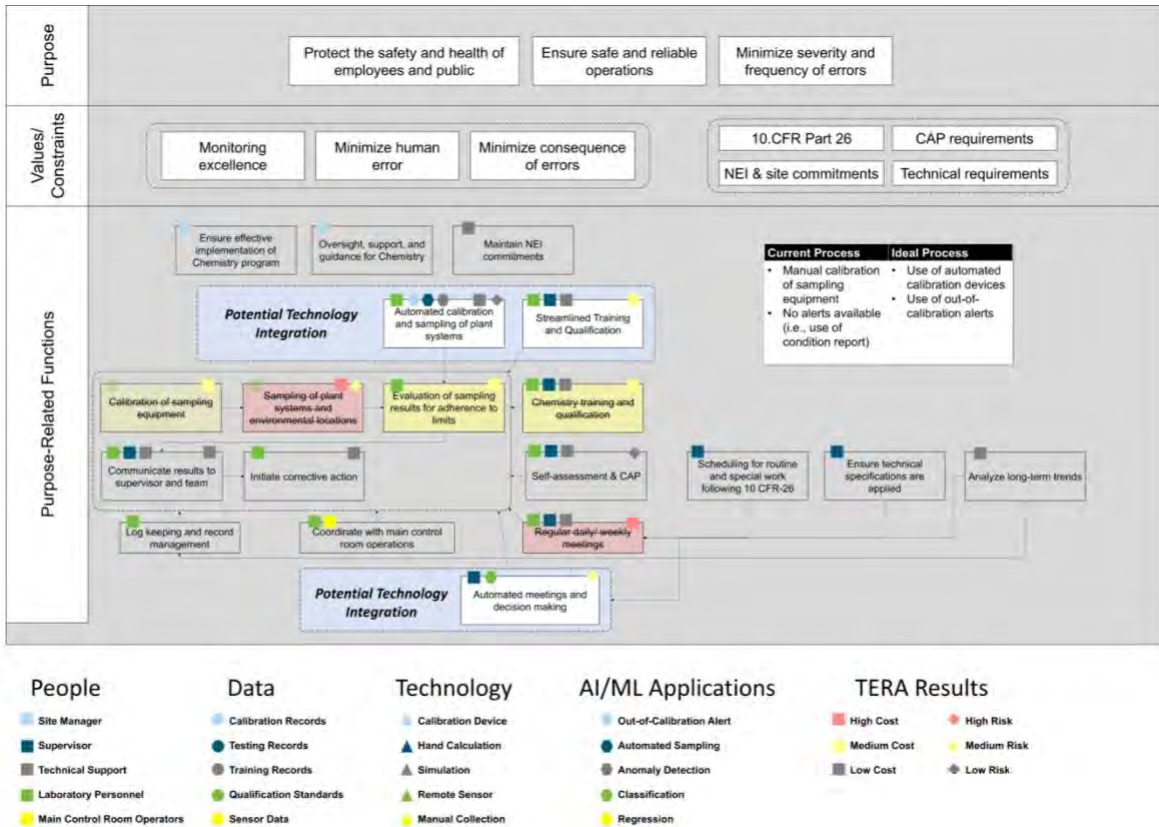 Purpose
Protect the safety and health of
employees and public
Ensure safe and reliable
operations
Minimize severity and
frequency of errors
Values/
Constraints
Monitoring
excellence
Minimize human
error
Minimize consequence
of errors
10.CFR Part 26
CAP requirements
NEI & site commitments
Technical requirements
Purpose-Related Functions
Ensure effective
implementation of
Chemistry program
Oversight, support, and
guidance for Chemistry
Maintain NEI
commitments
Current Process
• Manual calibration
of sampling
equipment
• No alerts available
(i.e., use of
condition report)
Ideal Process
• Use of automated
calibration devices
• Use of out-of-
calibration alerts
Potential Technology
Integration
Automated calibration
and sampling of plant
systems
Streamlined Training
and Qualification
Calibration of sampling
equipment
Sampling of plant
systems and
environmental locations
Evaluation of sampling
results for adherence to
limits
Chemistry training and
qualification
Communicate results to
supervisor and team
Initiate corrective action
Self-assessment & CAP
Scheduling for routine
and special work
following 10 CFR-26
Ensure technical
specifications are
applied
Analyze long-term trends
Log keeping and record
management
Coordinate with main control
room operations
Regular daily/ weekly
meetings
Potential Technology
Integration
Automated meetings and
decision making
People
Site Manager
Supervisor
Technical Support
Laboratory Personnel
Main Control Room Operators
Data
Calibration Records
Testing Records
Training Records
Qualification Standards
Sensor Data
Technology
Calibration Device
Hand Calculation
Simulation
Remote Sensor
Manual Collection
AI/ML Applications
Out-of-Calibration Alert
Automated Sampling
Anomaly Detection
Classification
Regression
TERA Results
High Cost
High Risk
Medium Cost
Medium Risk
Low Cost
Low Risk